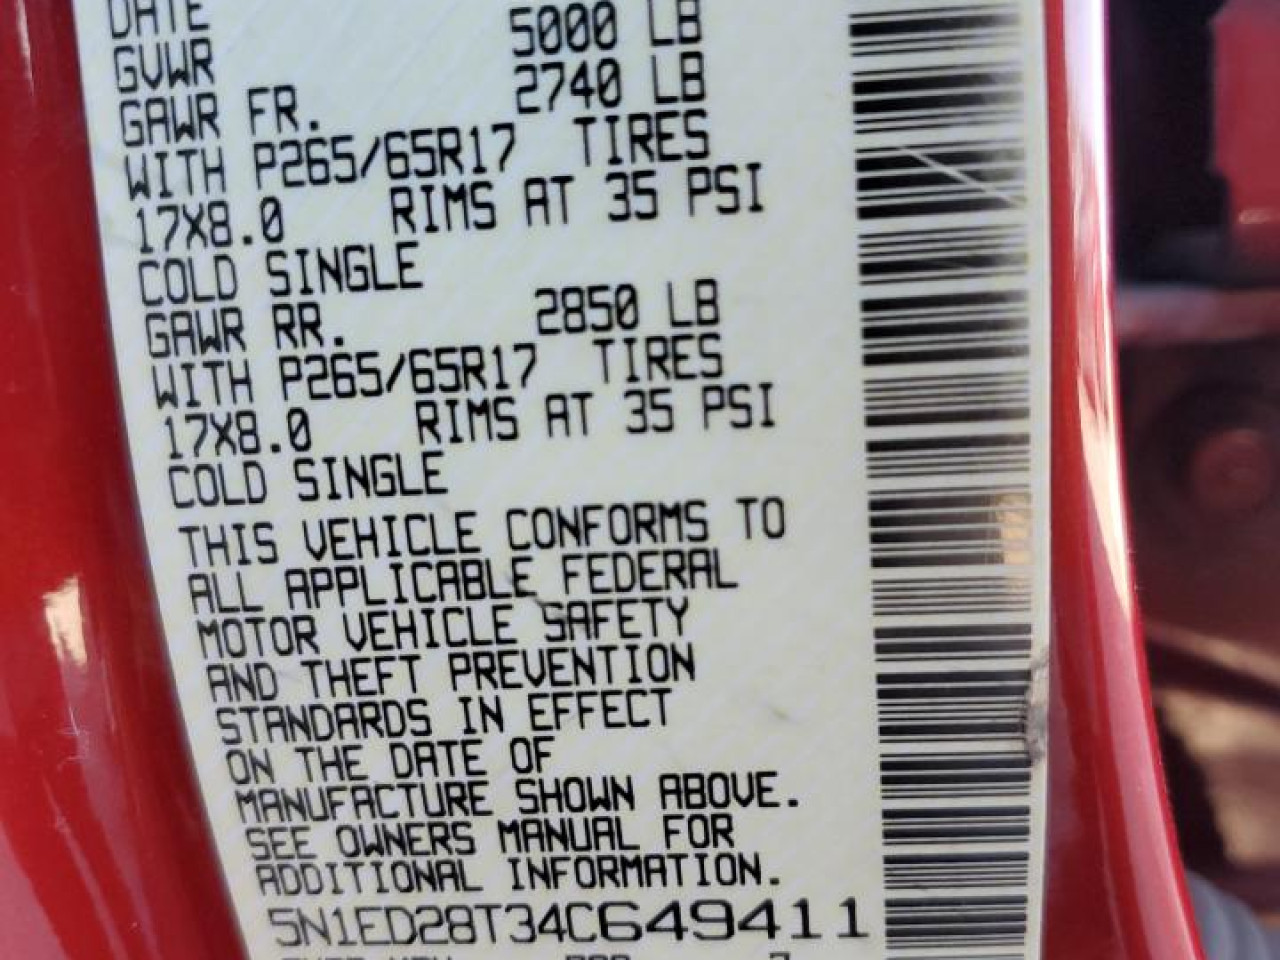 DATE
GVWR 5000 LB
GAWR FR. 2740 LB
WITH P265/65R17 TIRES
17X8.0 RIMS AT 35 PSI
COLD SINGLE
GAWR RR. 2850 LB
WITH P265/65R17 TIRES
17X8.0 RIMS AT 35 PSI
COLD SINGLE
THIS VEHICLE CONFORMS TO
ALL APPLICABLE FEDERAL
MOTOR VEHICLE SAFETY
AND THEFT PREVENTION
STANDARDS IN EFFECT
ON THE DATE OF
MANUFACTURE SHOWN ABOVE.
SEE OWNERS MANUAL FOR
ADDITIONAL INFORMATION.
5N1ED28T34C649411